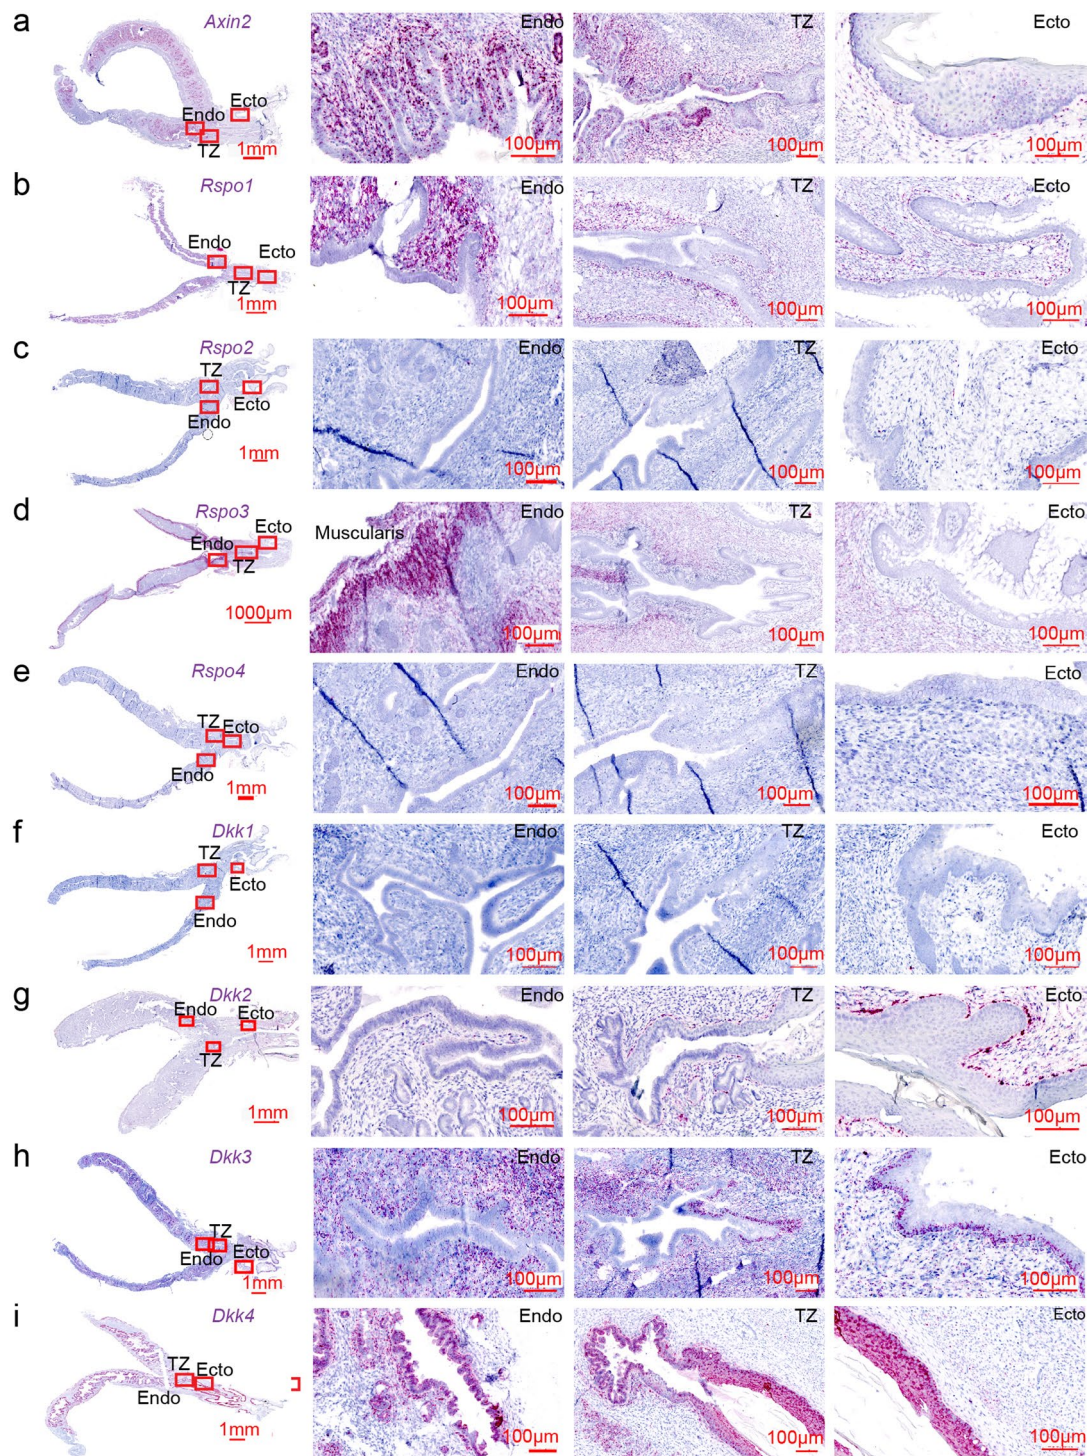 a
Axin2
Endo
Ecto
TZ
1mm
Endo
100µm
TZ
100µm
Ecto
100µm
b
Rspo1
Endo
Ecto
TZ
1mm
Endo
100µm
TZ
100µm
Ecto
100µm
c
Rspo2
TZ
Ecto
Endo
1mm
Endo
100µm
TZ
100µm
Ecto
100µm
d
Rspo3
Ecto
Endo
TZ
1000µm
Muscularis
Endo
100µm
TZ
100µm
Ecto
100µm
e
Rspo4
TZ
Ecto
Endo
1mm
Endo
100µm
TZ
100µm
Ecto
100µm
f
Dkk1
TZ
Ecto
Endo
1mm
Endo
100µm
TZ
100µm
Ecto
100µm
g
Dkk2
Endo
Ecto
TZ
1mm
Endo
100µm
TZ
100µm
Ecto
100µm
h
Dkk3
TZ
Endo
Ecto
1mm
Endo
100µm
TZ
100µm
Ecto
100µm
i
Dkk4
TZ
Ecto
Endo
1mm
Endo
100µm
TZ
100µm
Ecto
100µm